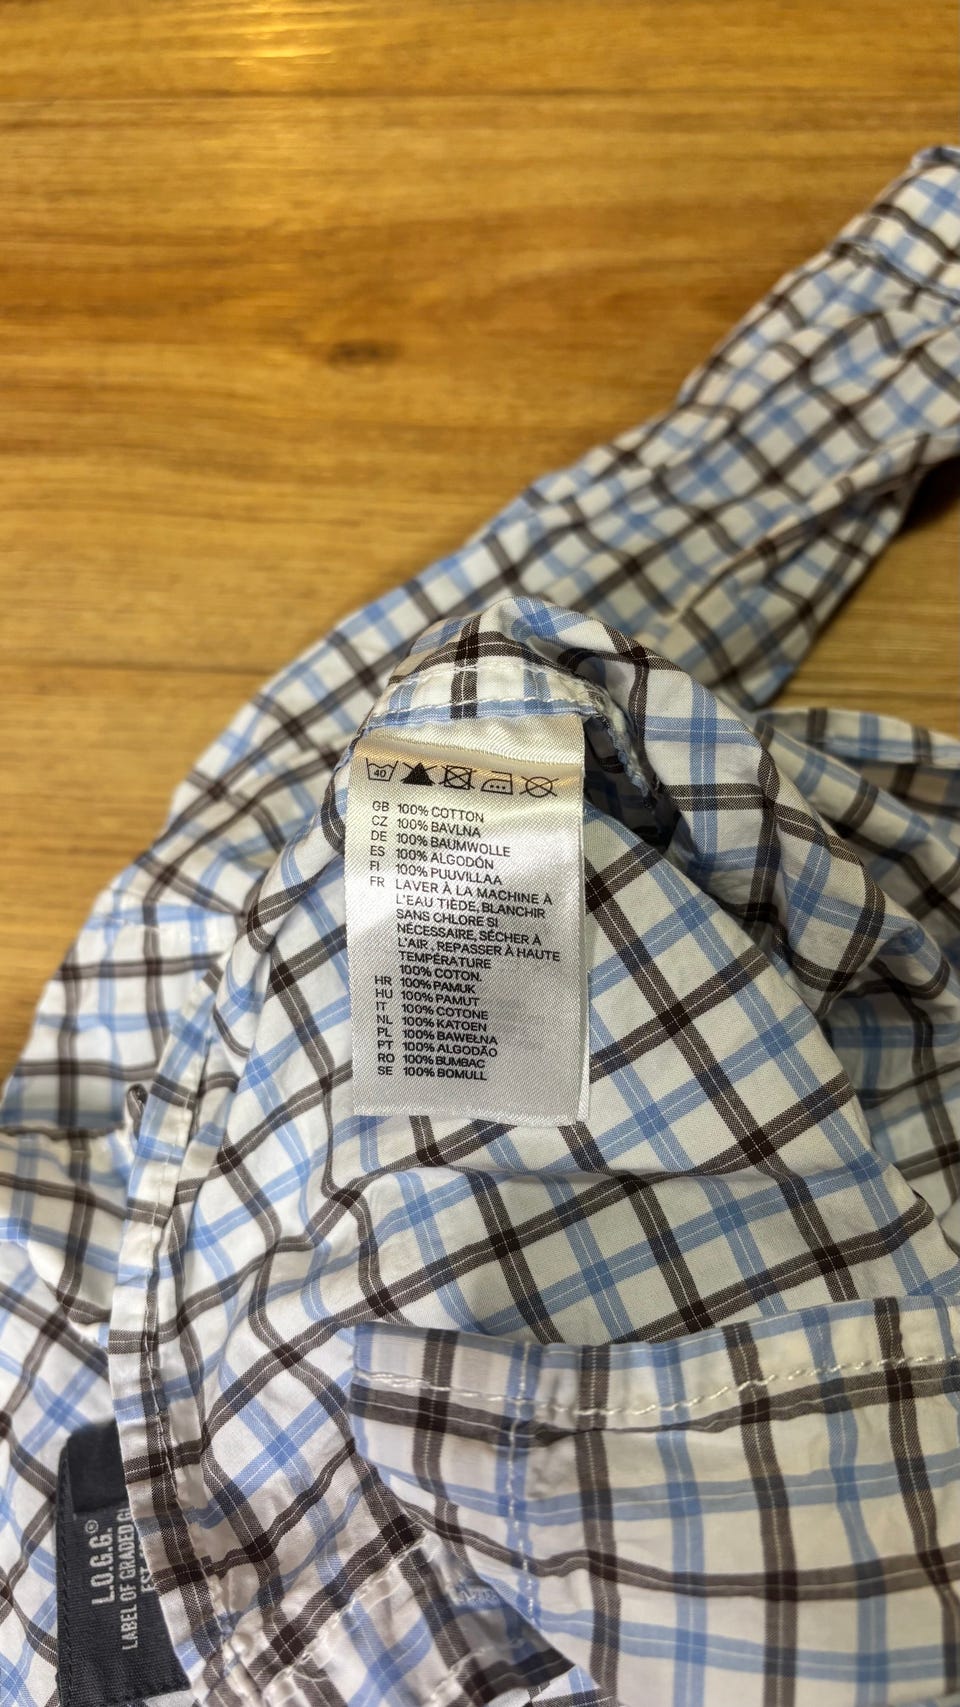 40
GB 100% COTTON
CZ 100% BAVLNA
DE 100% BAUMWOLLE
ES 100% ALGODÓN
FI 100% PUUVILLAA
FR LAVER À LA MACHINE À
L'EAU TIÈDE, BLANCHIR
SANS CHLORE SI
NÉCESSAIRE, SÉCHER À
L'AIR , REPASSER À HAUTE
TEMPÉRATURE
100% COTON.
HR 100% PAMUK
HU 100% PAMUT
IT 100% COTONE
NL 100% KATOEN
PL 100% BAWEŁNA
PT 100% ALGODÃO
RO 100% BUMBAC
SE 100% BOMULL
L.O.G.G.®
LABEL OF GRADED
EST